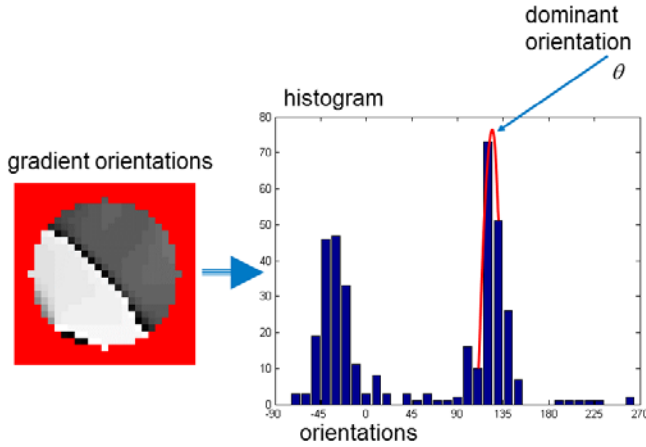 dominant
orientation
θ
histogram
gradient orientations
80
70
60
50
40
30
20
10
0
-90 -45 0 45 90 135 180 225 270
orientations